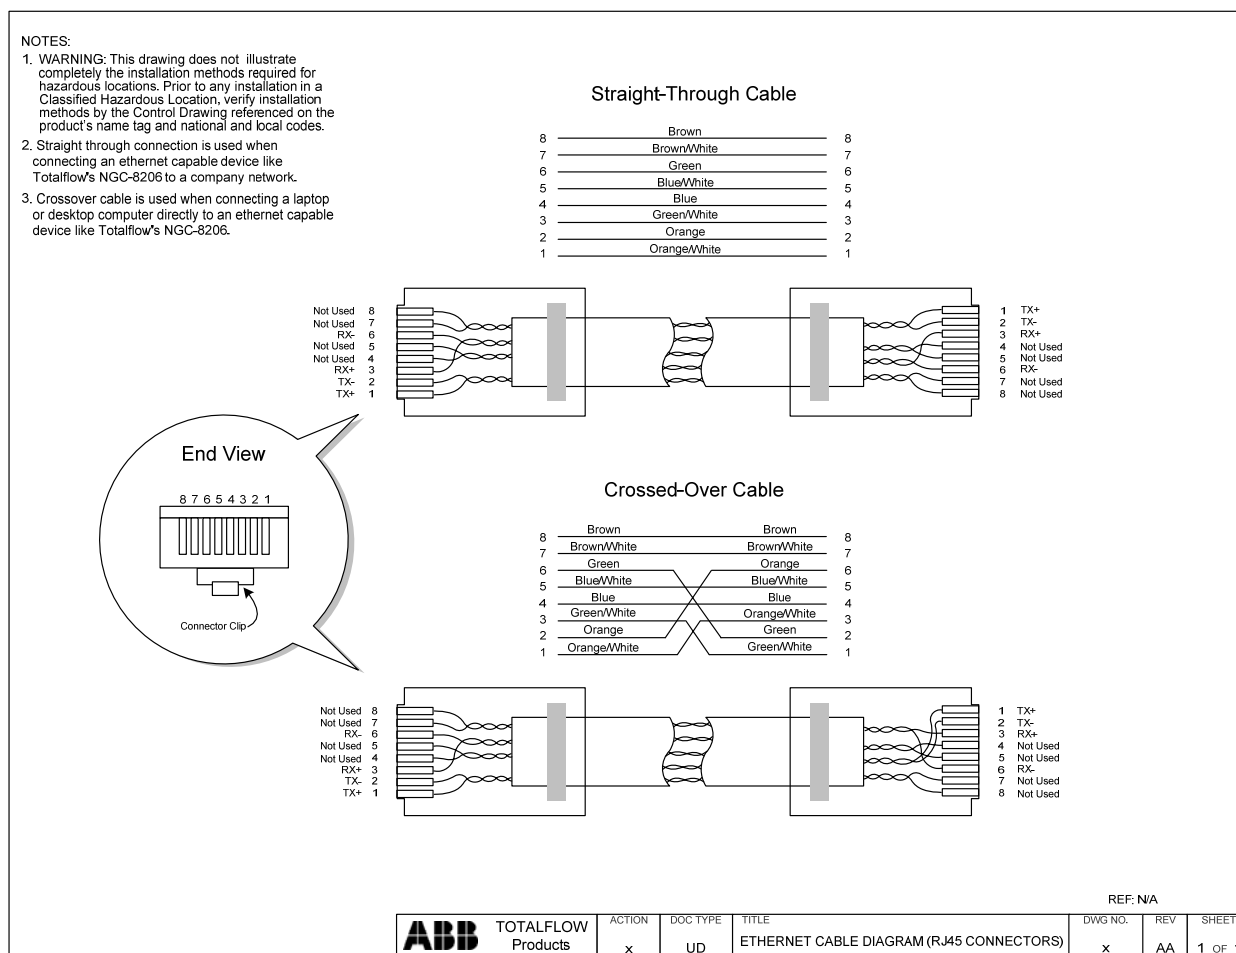 NOTES:
1. WARNING: This drawing does not illustrate
completely the installation methods required for
hazardous locations. Prior to any installation in a
Classified Hazardous Location, verify installation
methods by the Control Drawing referenced on the
product's name tag and national and local codes.
2. Straight through connection is used when
connecting an ethernet capable device like
Totalflow's NGC-8206 to a company network.
3. Crossover cable is used when connecting a laptop
or desktop computer directly to an ethernet capable
device like Totalflow's NGC-8206.
Straight-Through Cable
8 Brown 8
7 Brown/White 7
6 Green 6
5 Blue/White 5
4 Blue 4
3 Green/White 3
2 Orange 2
1 Orange/White 1
Not Used 8
Not Used 7
RX- 6
Not Used 5
Not Used 4
RX+ 3
TX- 2
TX+ 1
1 TX+
2 TX-
3 RX+
4 Not Used
5 Not Used
6 RX-
7 Not Used
8 Not Used
End View
8 7 6 5 4 3 2 1
Connector Clip
Crossed-Over Cable
8 Brown Brown 8
7 Brown/White Brown/White 7
6 Green Orange 6
5 Blue/White Blue/White 5
4 Blue Blue 4
3 Green/White Orange/White 3
2 Orange Green 2
1 Orange/White Green/White 1
Not Used 8
Not Used 7
RX- 6
Not Used 5
Not Used 4
RX+ 3
TX- 2
TX+ 1
1 TX+
2 TX-
3 RX+
4 Not Used
5 Not Used
6 RX-
7 Not Used
8 Not Used
REF: N/A
ABB
TOTALFLOW
Products
ACTION
x
DOC TYPE
UD
TITLE
ETHERNET CABLE DIAGRAM (RJ45 CONNECTORS)
DWG NO.
x
REV
AA
SHEET
1 OF